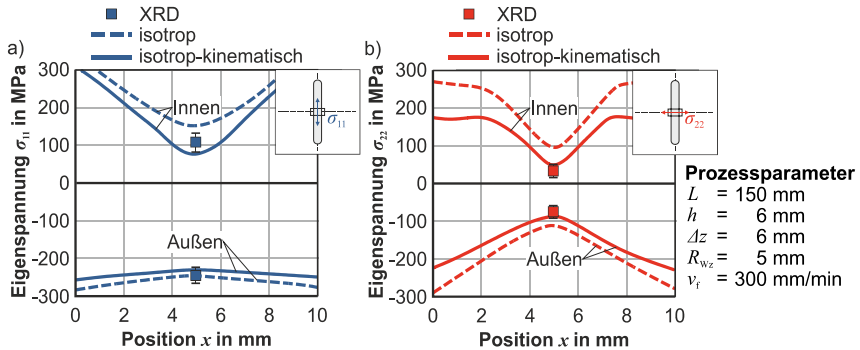 XRD
isotrop
isotrop-kinematisch
a)
Eigenspannung σ11 in MPa
300
200
100
0
-100
-200
-300
Innen
Außen
σ11
0 2 4 6 8 10
Position x in mm
XRD
isotrop
isotrop-kinematisch
b)
Eigenspannung σ22 in MPa
300
200
100
0
-100
-200
-300
Innen
Außen
σ22
0 2 4 6 8 10
Position x in mm
Prozessparameter
L = 150 mm
h = 6 mm
Δz = 6 mm
RWz = 5 mm
vf = 300 mm/min